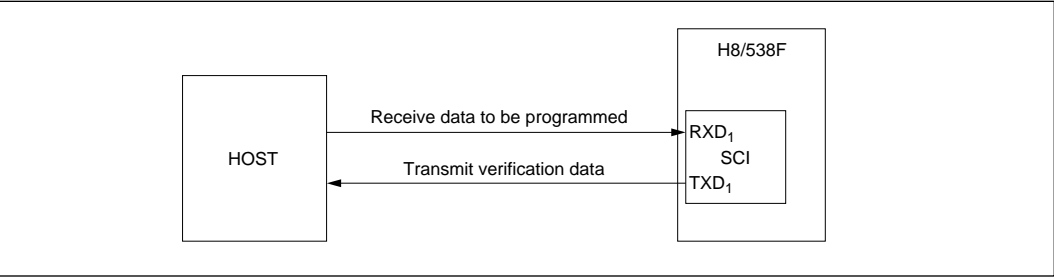 H8/538F
HOST
Receive data to be programmed
Transmit verification data
RXD₁
SCI
TXD₁